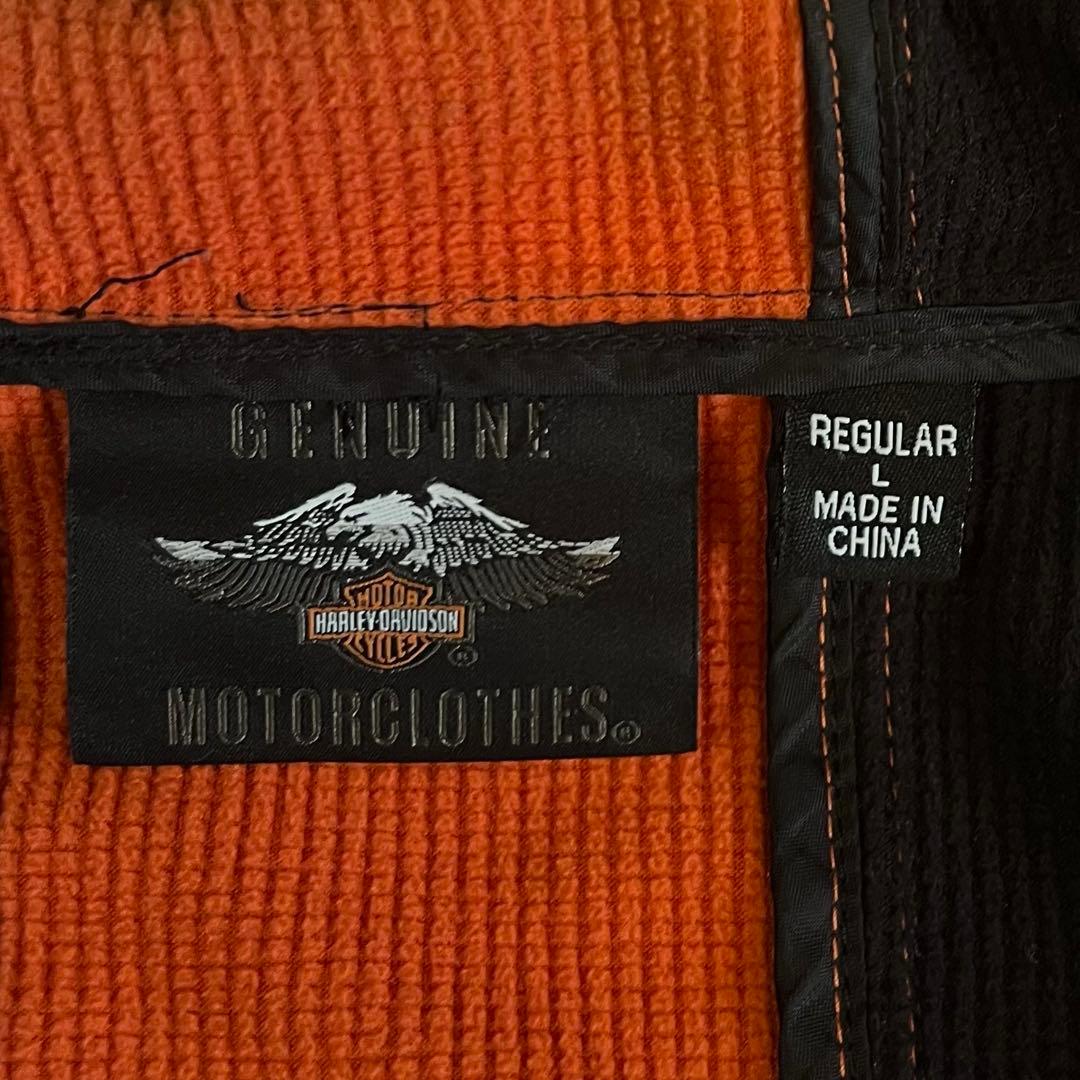 GENUINE
MOTOR
HARLEY-DAVIDSON
CYCLES
®
MOTORCLOTHES®
REGULAR
L
MADE IN
CHINA